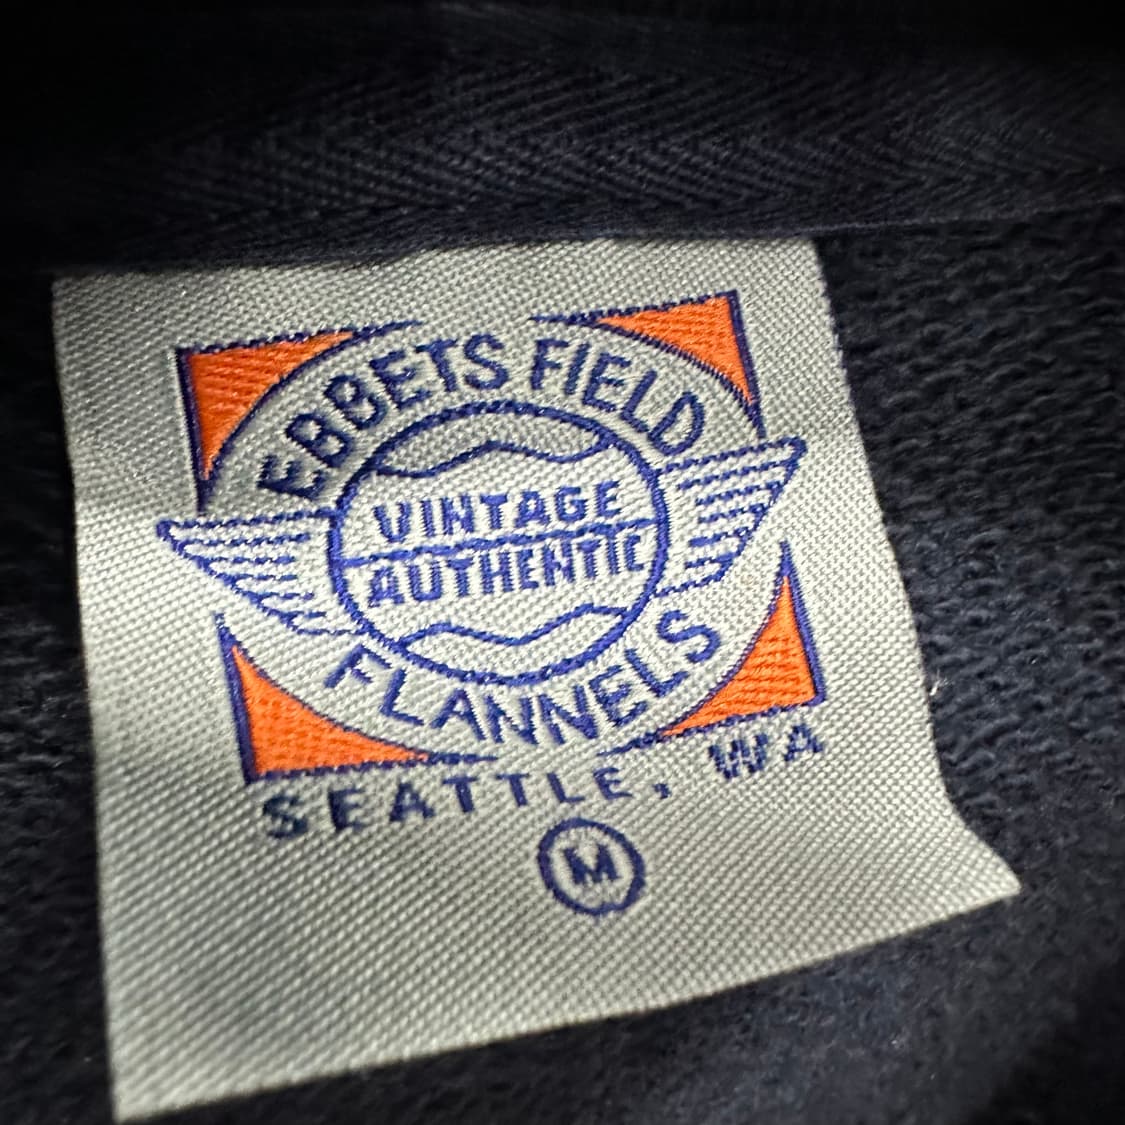 EBBETS FIELD
VINTAGE
AUTHENTIC
FLANNELS
SEATTLE, WA
M